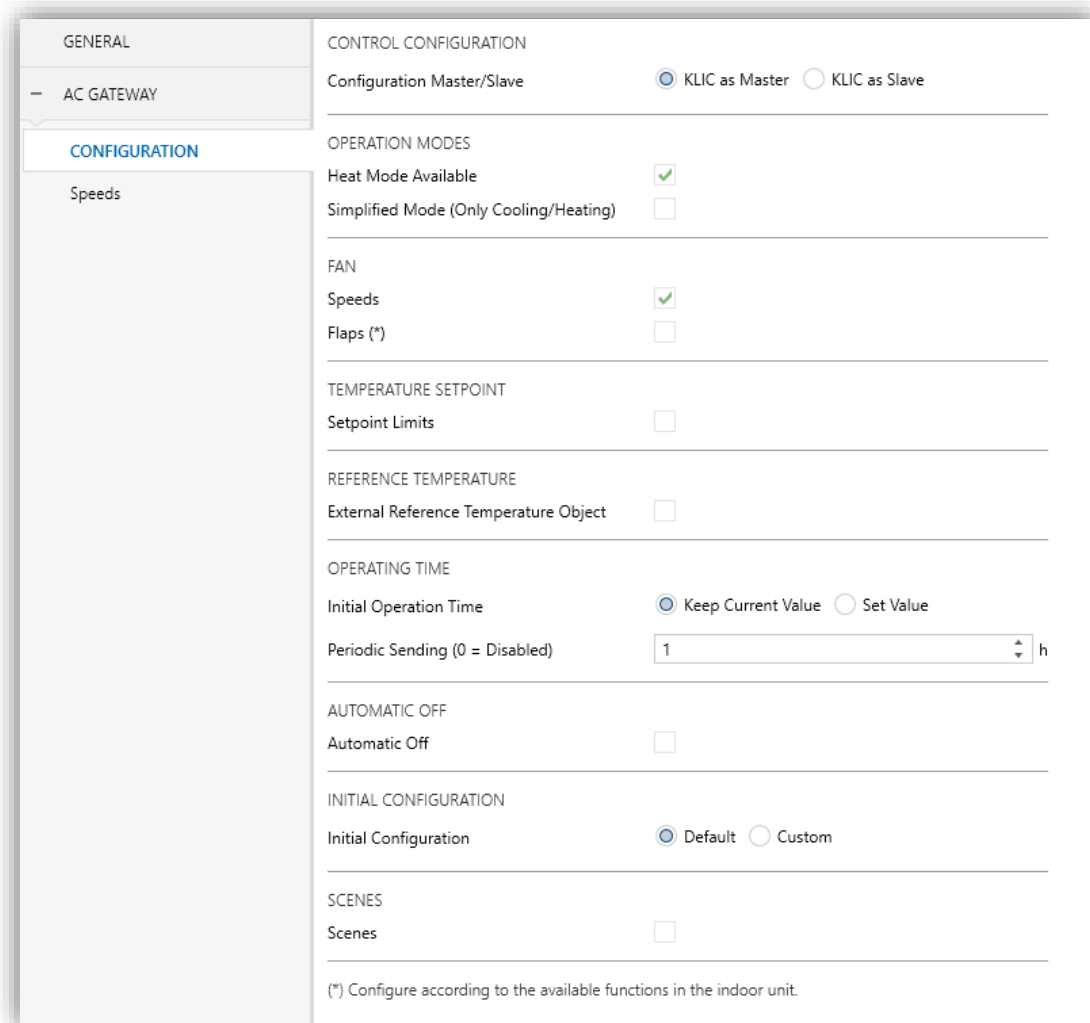 GENERAL
− AC GATEWAY
CONFIGURATION
Speeds
CONTROL CONFIGURATION
Configuration Master/Slave KLIC as Master KLIC as Slave
OPERATION MODES
Heat Mode Available
Simplified Mode (Only Cooling/Heating)
FAN
Speeds
Flaps (*)
TEMPERATURE SETPOINT
Setpoint Limits
REFERENCE TEMPERATURE
External Reference Temperature Object
OPERATING TIME
Initial Operation Time Keep Current Value Set Value
Periodic Sending (0 = Disabled) 1 h
AUTOMATIC OFF
Automatic Off
INITIAL CONFIGURATION
Initial Configuration Default Custom
SCENES
Scenes
(*) Configure according to the available functions in the indoor unit.